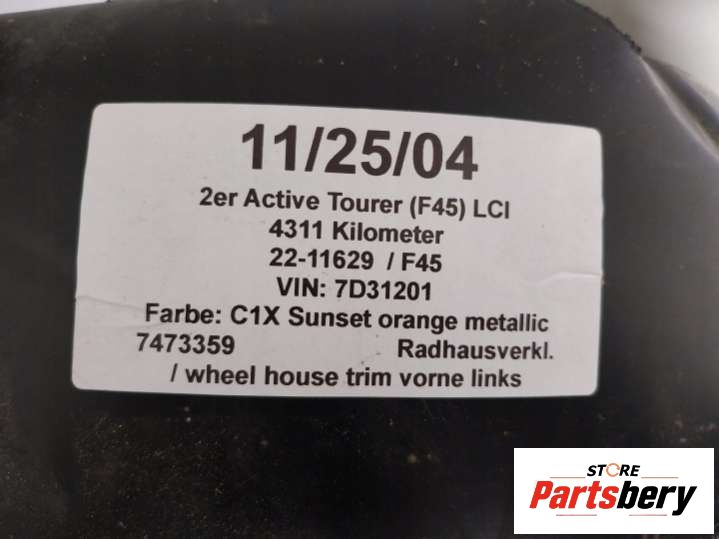 11/25/04
2er Active Tourer (F45) LCI
4311 Kilometer
22-11629 / F45
VIN: 7D31201
Farbe: C1X Sunset orange metallic
7473359 Radhausverkl.
/ wheel house trim vorne links
STORE
Partsbery